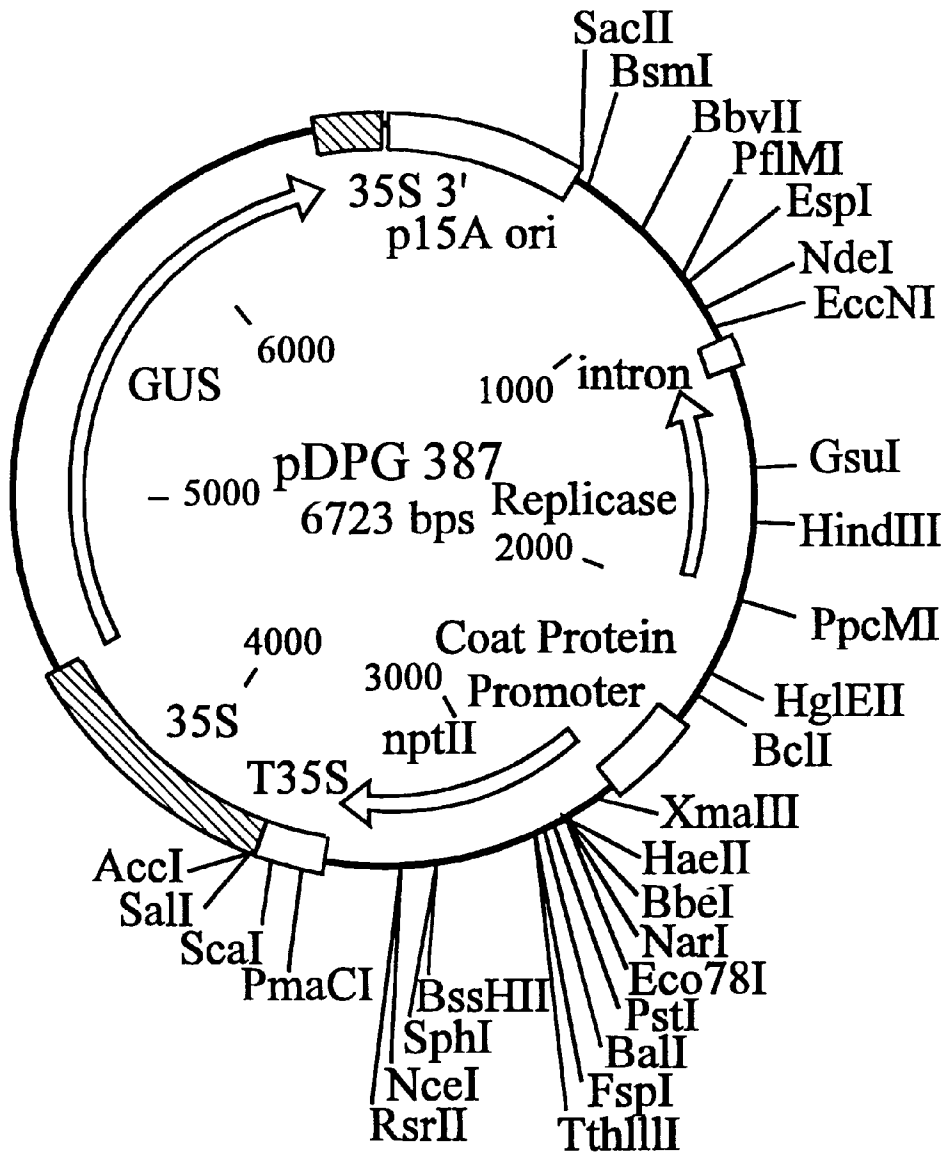 SacII
BsmI
BbvII
PflMI
EspI
NdeI
EccNI
35S 3'
p15A ori
6000
1000
intron
GUS
pDPG 387
6723 bps
5000
Replicase
2000
GsuI
HindIII
PpcMI
4000
Coat Protein
Promoter
3000
nptII
35S
T35S
HglEII
BclI
XmaIII
HaeII
BbeI
NarI
Eco78I
PstI
BalI
FspI
TthIIII
AccI
SalI
ScaI
PmaCI
BssHII
SphI
NceI
RsrII